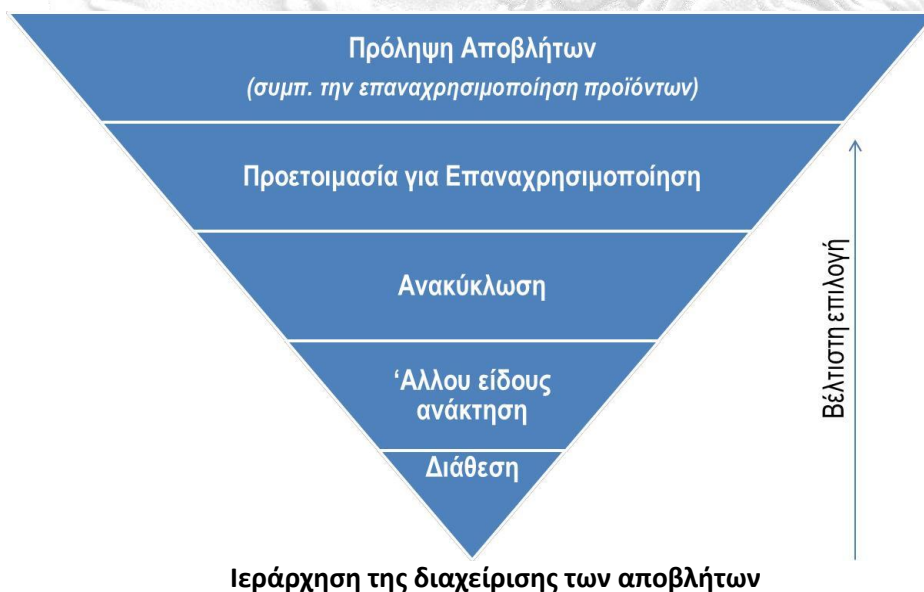 Πρόληψη Αποβλήτων
(συμπ. την επαναχρησιμοποίηση προϊόντων)
Προετοιμασία για Επαναχρησιμοποίηση
Ανακύκλωση
‘Αλλου είδους
ανάκτηση
Διάθεση
Βέλτιστη επιλογή
Ιεράρχηση της διαχείρισης των αποβλήτων